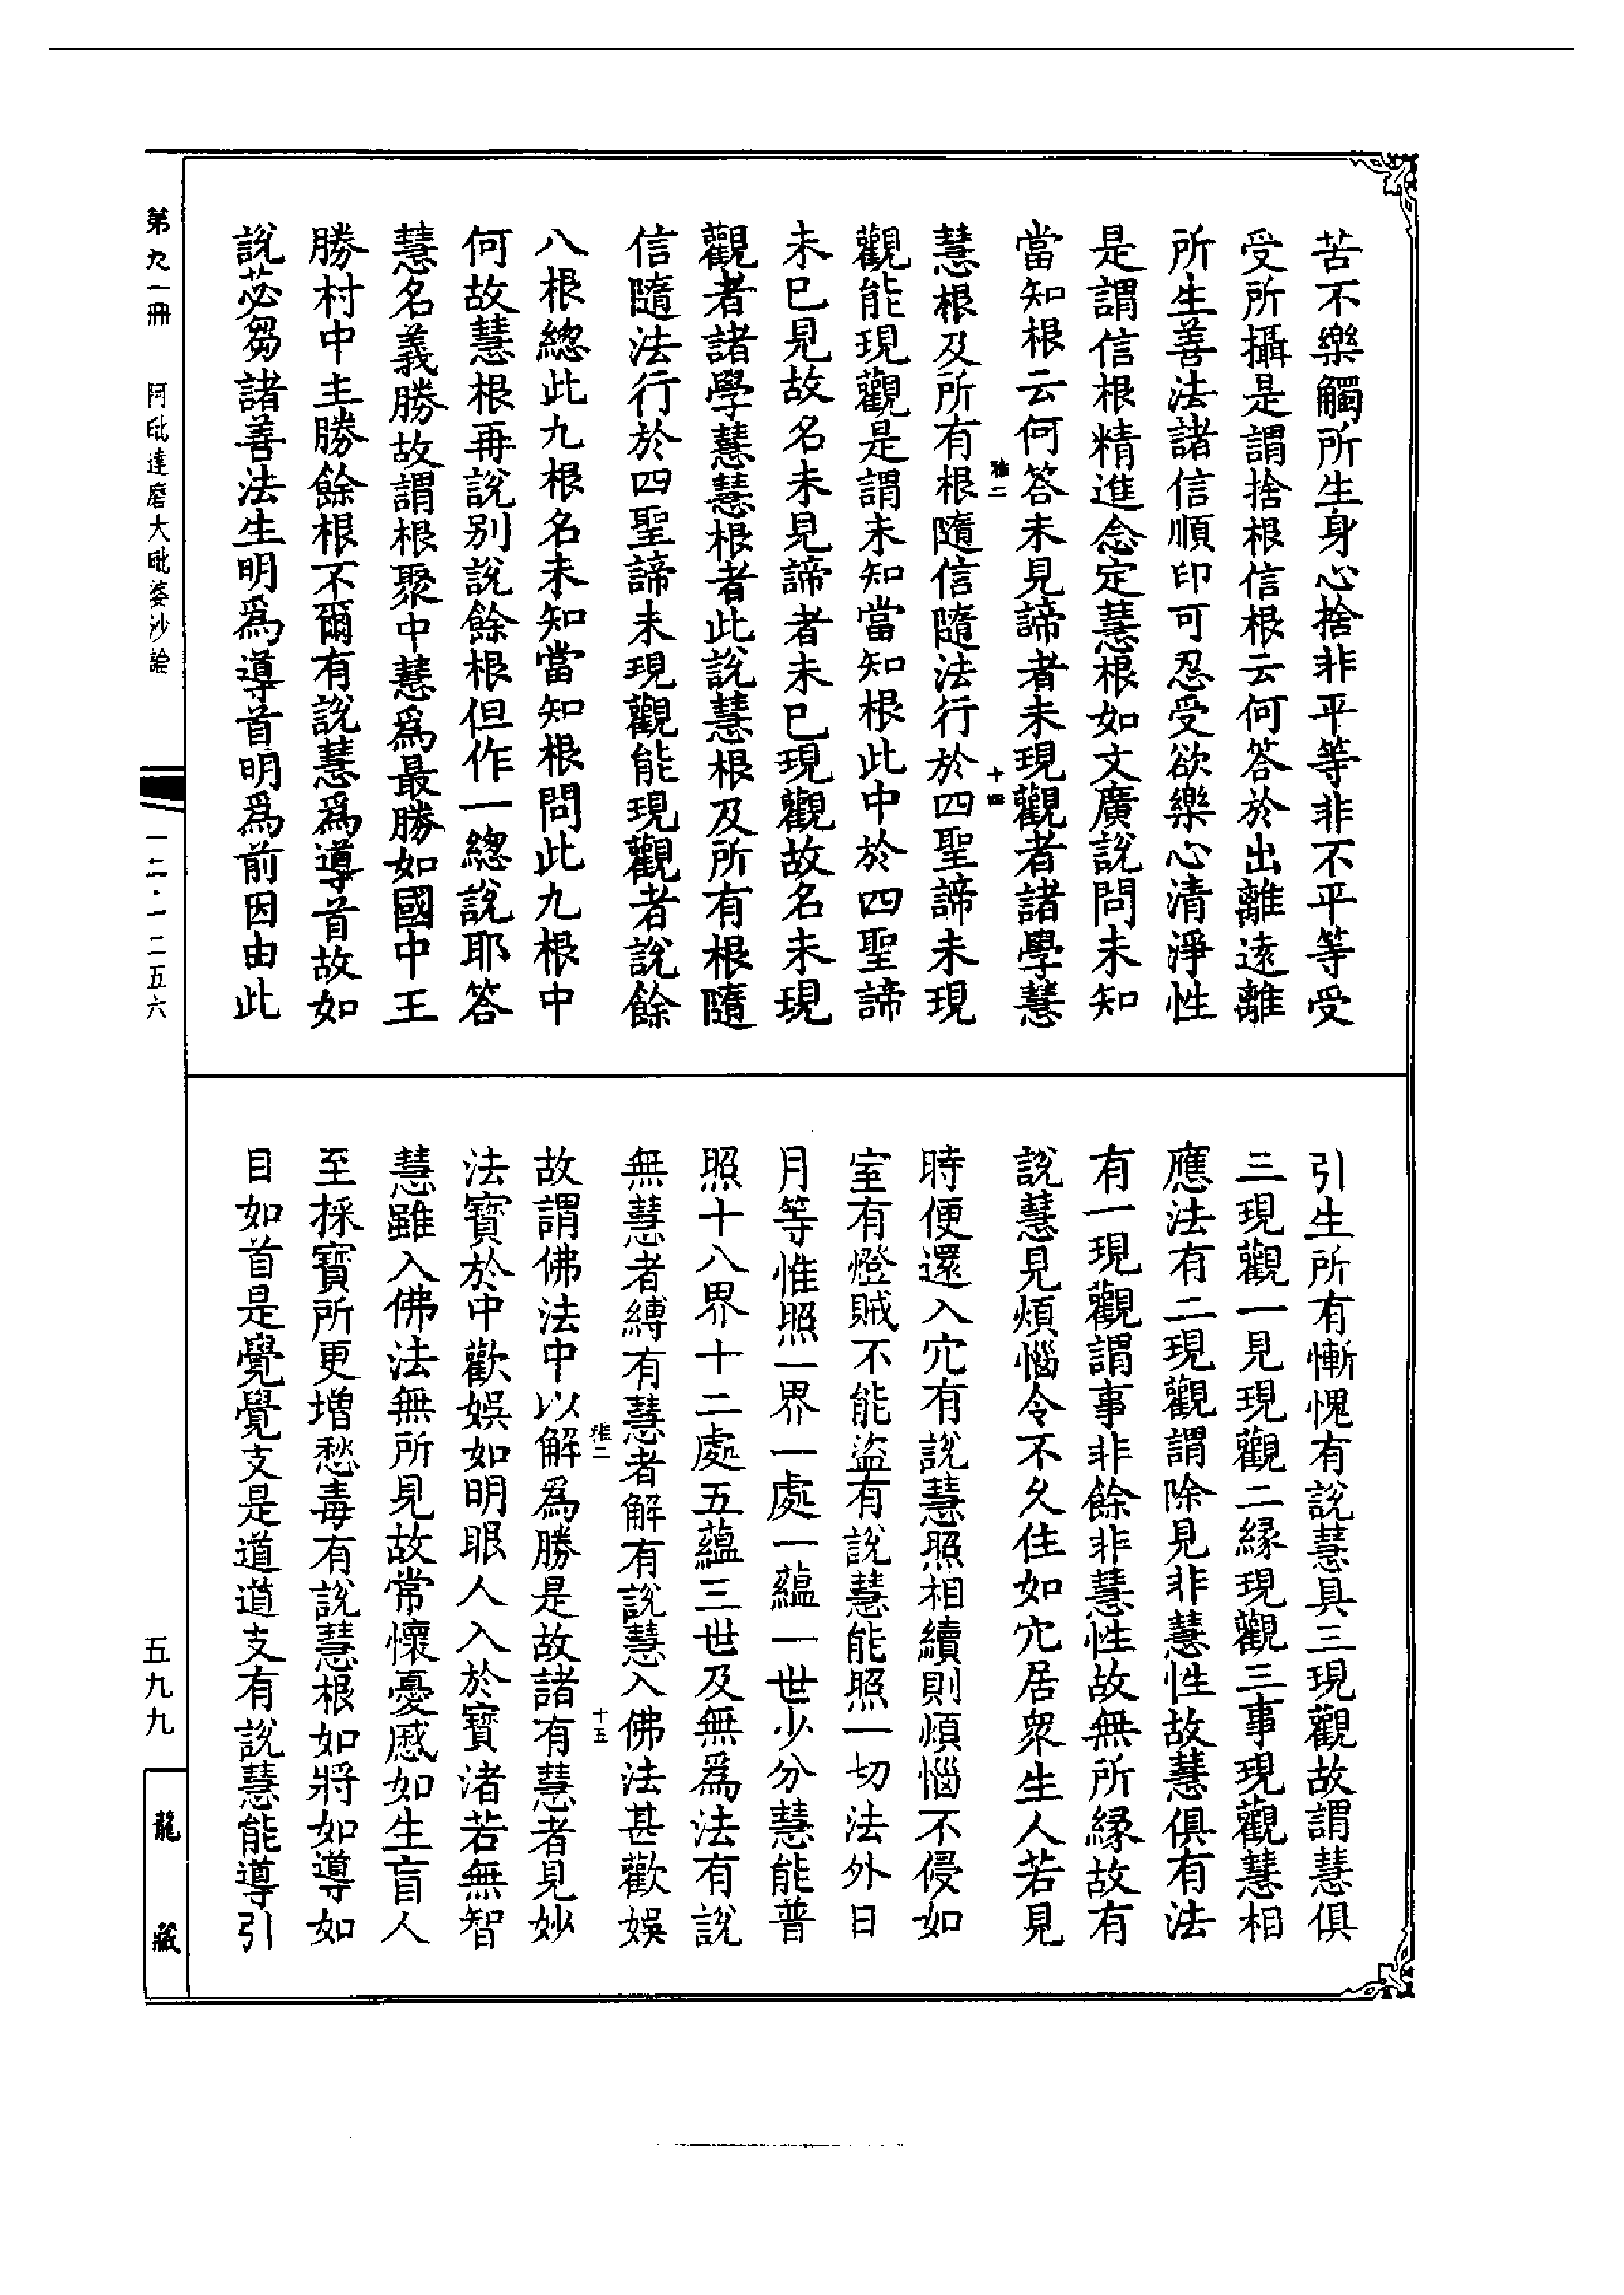 苦不樂觸所生身心捨非平等非不平等受
受所攝是謂捨根信根云何答於出離遠離
所生善法諸信順印可忍受欲樂心清淨性
是謂信根精進念定慧根如文廣說問未知
當知根云何答未見諦者未現觀者諸學慧
雅二 十四
慧根及所有根隨信隨法行於四聖諦未現
觀能現觀是謂未知當知根此中於四聖諦
未已見故名未見諦者未已現觀故名未現
觀者諸學慧慧根者此說慧根及所有根隨
信隨法行於四聖諦未現觀能現觀者說餘
八根總此九根名未知當知根問此九根中
何故慧根再說别說餘根但作一總說耶答
慧名義勝故謂根聚中慧爲最勝如國中王
勝村中主勝餘根不爾有說慧爲導首故如
說苾芻諸善法生明爲導首明爲前因由此
引生所有慚愧有說慧具三現觀故謂慧俱
三現觀一見現觀二緣現觀三事現觀慧相
應法有二現觀謂除見非慧性故慧俱有法
有一現觀謂事非餘非慧性故無所緣故有
說慧見煩惱令不久住如穴居衆生人若見
時便還入穴有說慧照相續則煩惱不侵如
室有燈賊不能盜有說慧能照一切法外日
月等惟照一界一處一蘊一世少分慧能普
照十八界十二處五蘊三世及無爲法有說
無慧者縛有慧者解有說慧入佛法甚歡娛
雅二 十五
故謂佛法中以解爲勝是故諸有慧者見妙
法寶於中歡娛如明眼人入於寶渚若無智
慧雖入佛法無所見故常懷憂慼如生盲人
至採寶所更增愁毒有說慧根如將如導如
目如首是覺覺支是道道支有說慧能導引
第九一冊 阿毗達磨大毗婆沙論
一二·一二五六
五九九
龍藏